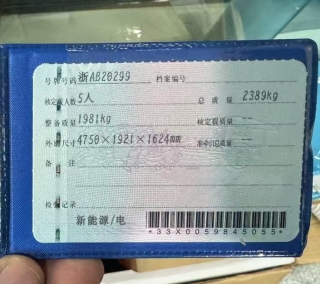 号牌号码 浙AB20299 档案编号
核定载人数 5人 总质量 2389kg
整备质量 1981kg 核定载质量 --
外廓尺寸 4750×1921×1624mm 准牵引总质量 --
备注
检验记录
新能源/电
*33X0059845055*